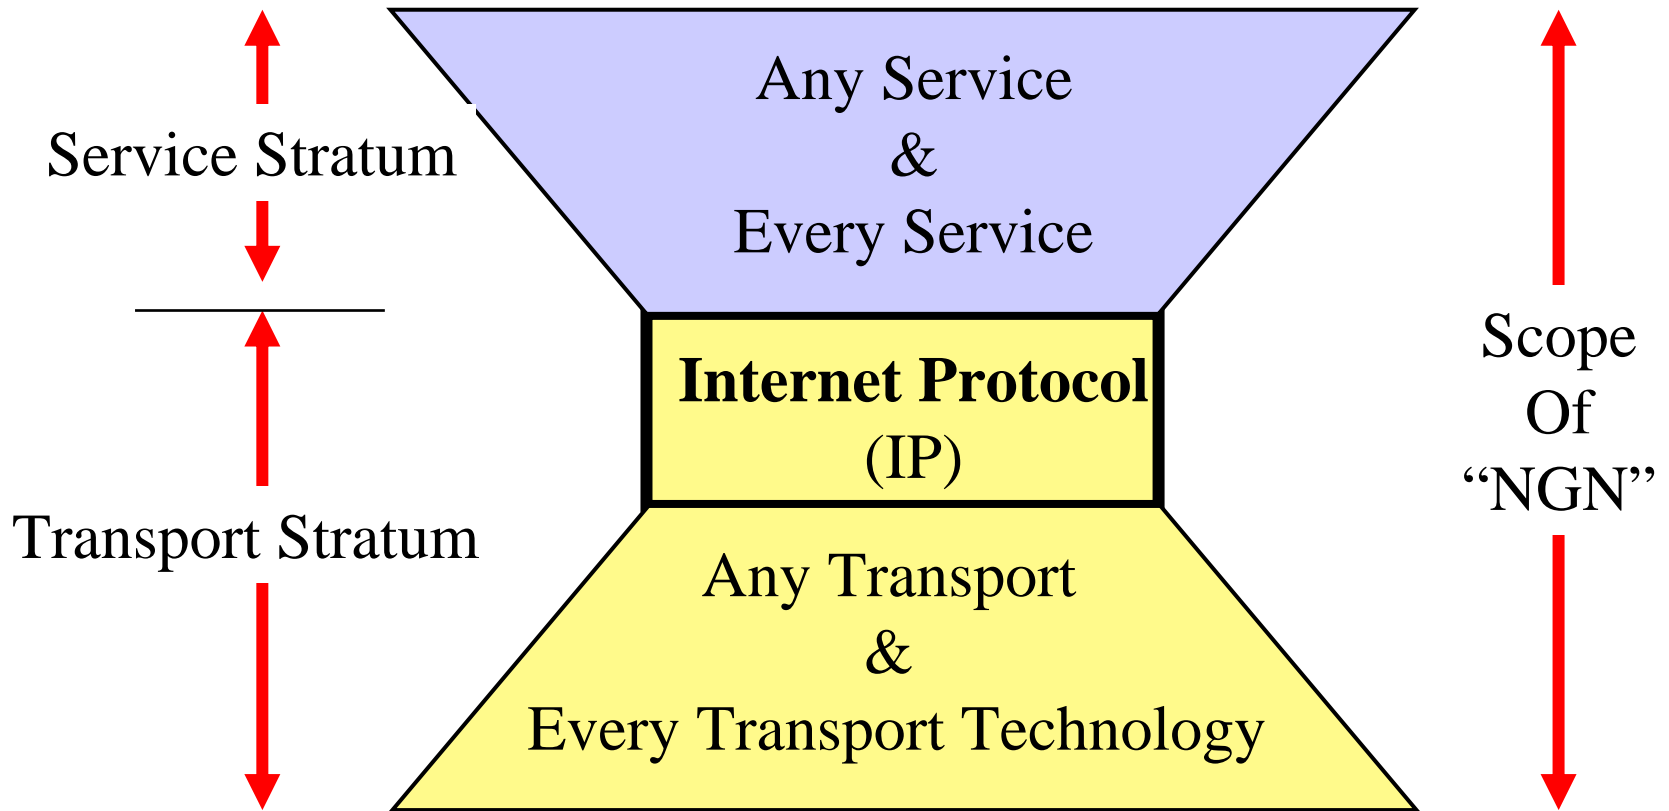 Service Stratum
Transport Stratum
Any Service
&
Every Service
Internet Protocol
(IP)
Any Transport
&
Every Transport Technology
Scope
Of
“NGN”